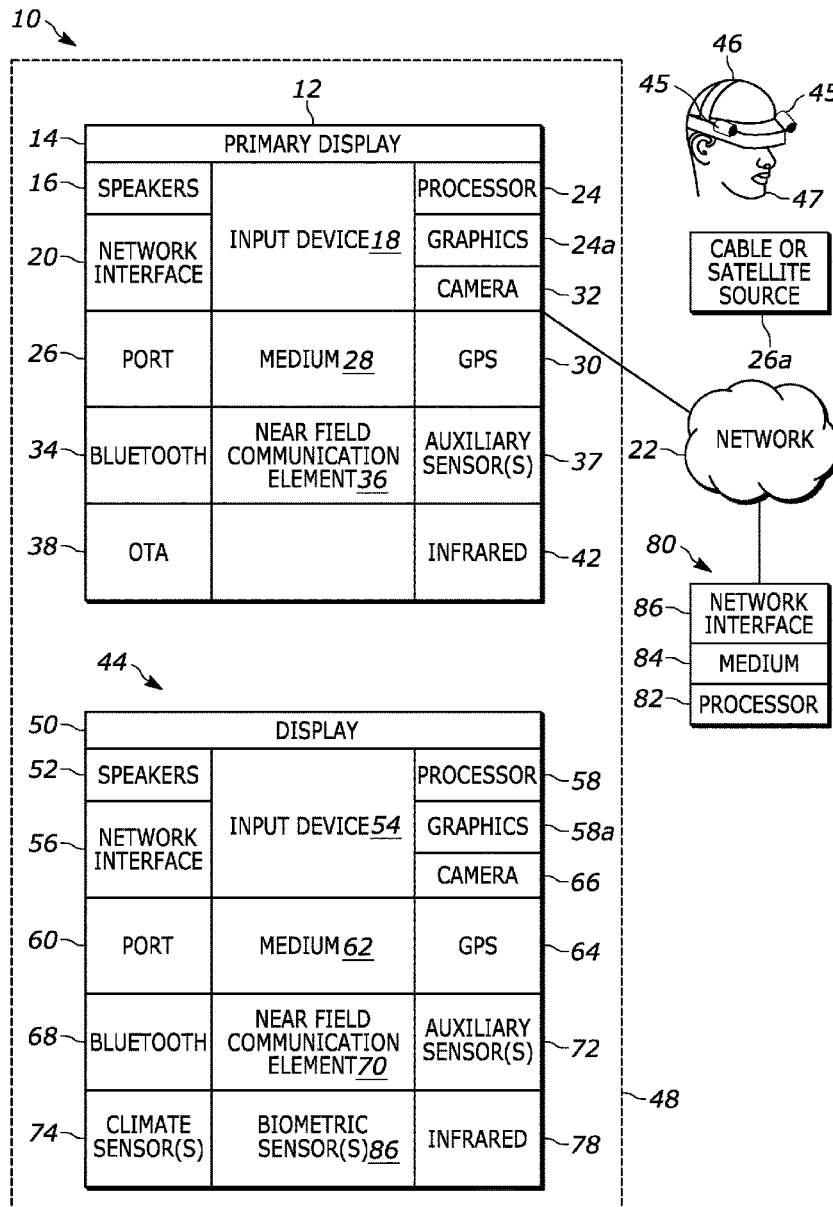 10
12
46
45
45
47
14
PRIMARY DISPLAY
16
SPEAKERS
INPUT DEVICE 18
PROCESSOR
24
20
NETWORK
INTERFACE
GRAPHICS
24a
CAMERA
32
CABLE OR
SATELLITE
SOURCE
26a
26
PORT
MEDIUM 28
GPS
30
NETWORK
22
34
BLUETOOTH
NEAR FIELD
COMMUNICATION
ELEMENT 36
AUXILIARY
SENSOR(S)
37
38
OTA
INFRARED
42
80
86
NETWORK
INTERFACE
84
MEDIUM
82
PROCESSOR
44
50
DISPLAY
52
SPEAKERS
INPUT DEVICE 54
PROCESSOR
58
56
NETWORK
INTERFACE
GRAPHICS
58a
CAMERA
66
60
PORT
MEDIUM 62
GPS
64
68
BLUETOOTH
NEAR FIELD
COMMUNICATION
ELEMENT 70
AUXILIARY
SENSOR(S)
72
48
74
CLIMATE
SENSOR(S)
BIOMETRIC
SENSOR(S) 86
INFRARED
78